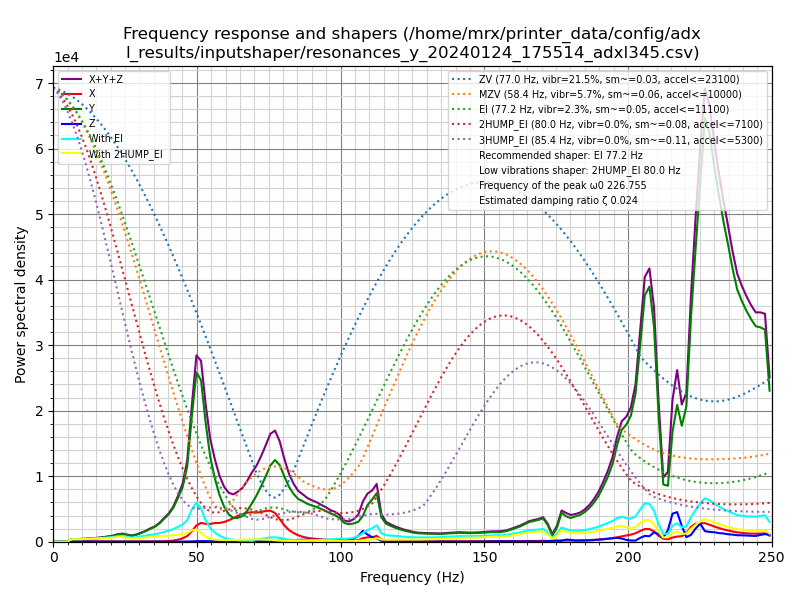 Frequency response and shapers (/home/mrx/printer_data/config/adx
l_results/inputshaper/resonances_y_20240124_175514_adxl345.csv)
1e4
X+Y+Z
X
Y
Z
With EI
With 2HUMP_EI
ZV (77.0 Hz, vibr=21.5%, sm~=0.03, accel<=23100)
MZV (58.4 Hz, vibr=5.7%, sm~=0.06, accel<=10000)
EI (77.2 Hz, vibr=2.3%, sm~=0.05, accel<=11100)
2HUMP_EI (80.0 Hz, vibr=0.0%, sm~=0.08, accel<=7100)
3HUMP_EI (85.4 Hz, vibr=0.0%, sm~=0.11, accel<=5300)
Recommended shaper: EI 77.2 Hz
Low vibrations shaper: 2HUMP_EI 80.0 Hz
Frequency of the peak ω0 226.755
Estimated damping ratio ζ 0.024
Power spectral density
7
6
5
4
3
2
1
0
0 50 100 150 200 250
Frequency (Hz)